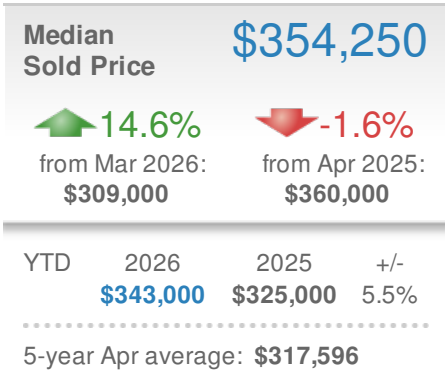 Median $354,250
Sold Price
14.6% -1.6%
from Mar 2026: from Apr 2025:
$309,000 $360,000
YTD 2026 2025 +/-
$343,000 $325,000 5.5%
5-year Apr average: $317,596